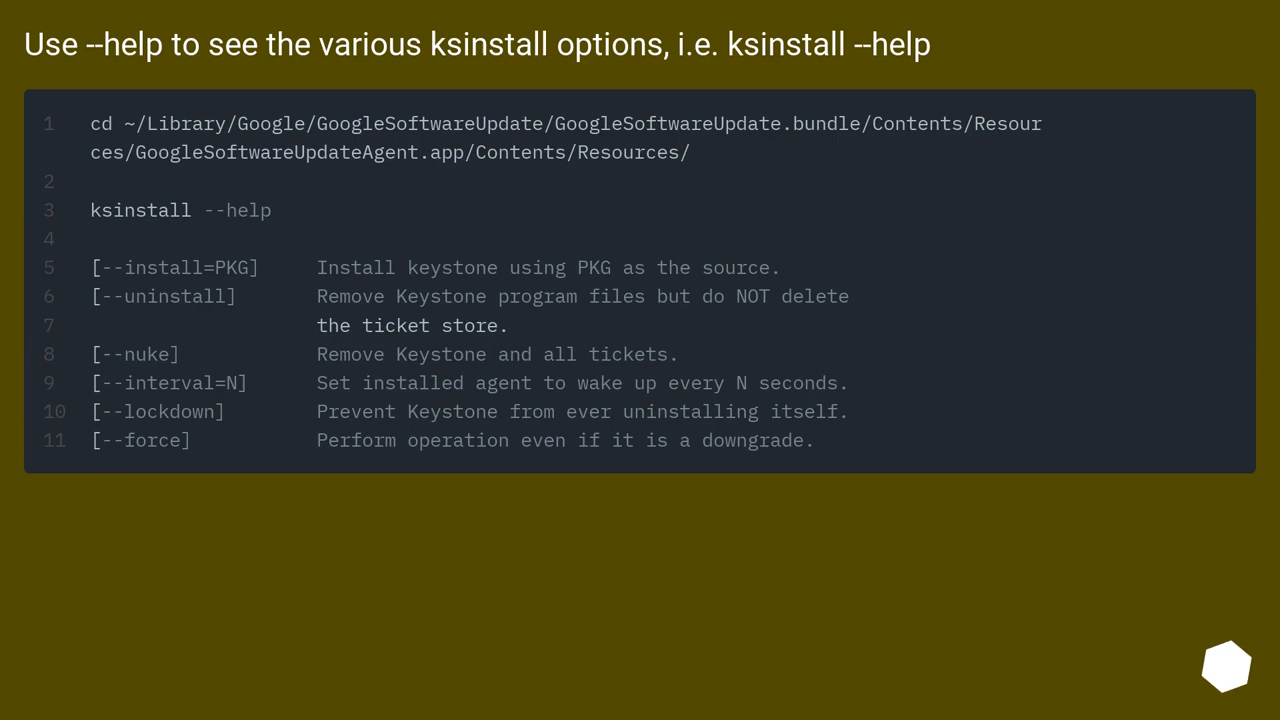 Use --help to see the various ksinstall options, i.e. ksinstall --help
1 cd ~/Library/Google/GoogleSoftwareUpdate/GoogleSoftwareUpdate.bundle/Contents/Resour
ces/GoogleSoftwareUpdateAgent.app/Contents/Resources/
2
3 ksinstall --help
4
5 [--install=PKG]     Install keystone using PKG as the source.
6 [--uninstall]       Remove Keystone program files but do NOT delete
7                     the ticket store.
8 [--nuke]            Remove Keystone and all tickets.
9 [--interval=N]      Set installed agent to wake up every N seconds.
10 [--lockdown]        Prevent Keystone from ever uninstalling itself.
11 [--force]           Perform operation even if it is a downgrade.